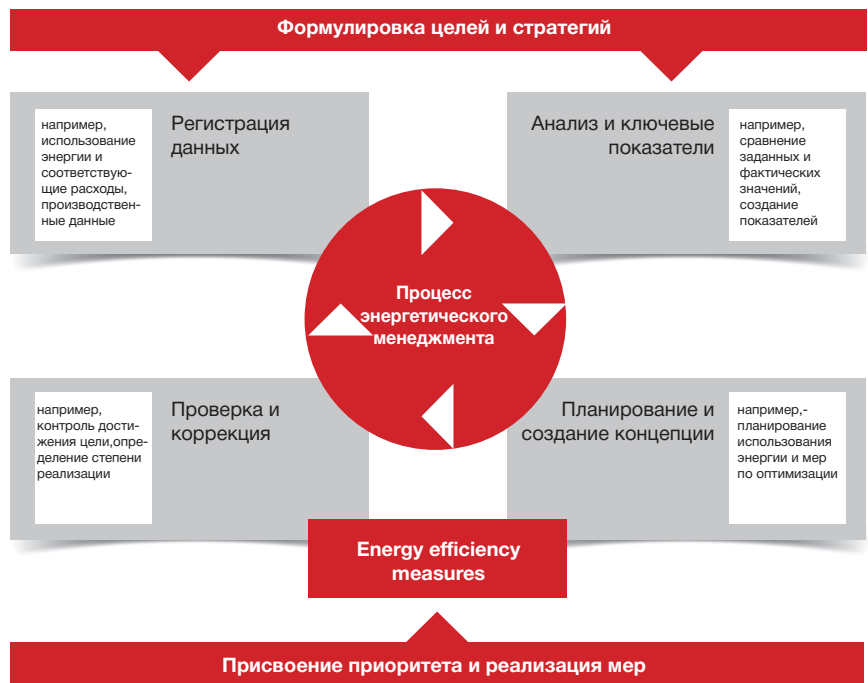 Формулировка целей и стратегий
например,
использование
энергии и
соответствую-
щие расходы,
производствен-
ные данные
Регистрация
данных
Анализ и ключевые
показатели
например,
сравнение
заданных и
фактических
значений,
создание
показателей
Процесс
энергетического
менеджмента
например,
контроль дости-
жения цели,опре-
деление степени
реализации
Проверка и
коррекция
Планирование и
создание концепции
например,-
планирование
использования
энергии и мер
по оптимизации
Energy efficiency
measures
Присвоение приоритета и реализация мер